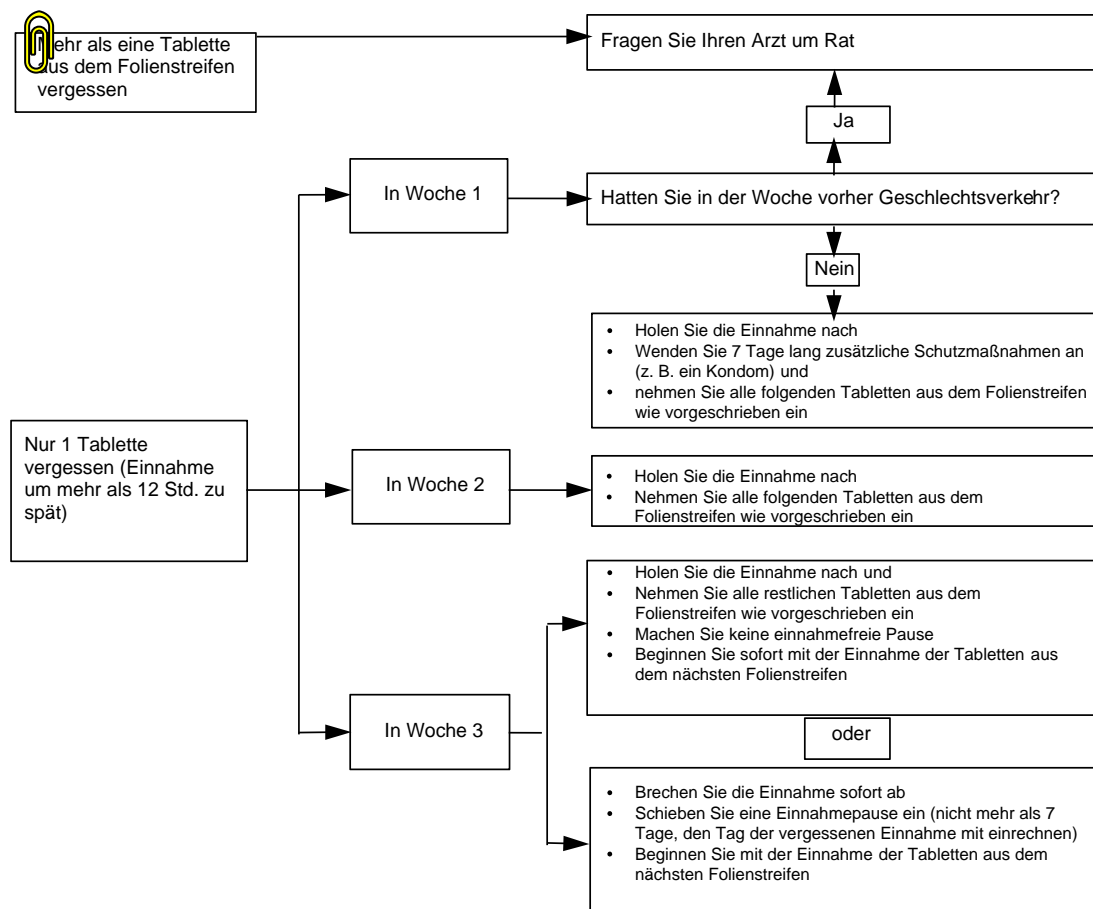 Mehr als eine Tablette
aus dem Folienstreifen
vergessen
Fragen Sie Ihren Arzt um Rat
Ja
In Woche 1
Hatten Sie in der Woche vorher Geschlechtsverkehr?
Nein
• Holen Sie die Einnahme nach
• Wenden Sie 7 Tage lang zusätzliche Schutzmaßnahmen an
(z. B. ein Kondom) und
• nehmen Sie alle folgenden Tabletten aus dem Folienstreifen
wie vorgeschrieben ein
Nur 1 Tablette
vergessen (Einnahme
um mehr als 12 Std. zu
spät)
In Woche 2
• Holen Sie die Einnahme nach
• Nehmen Sie alle folgenden Tabletten aus dem
Folienstreifen wie vorgeschrieben ein
• Holen Sie die Einnahme nach und
• Nehmen Sie alle restlichen Tabletten aus dem
Folienstreifen wie vorgeschrieben ein
• Machen Sie keine einnahmefreie Pause
• Beginnen Sie sofort mit der Einnahme der Tabletten aus
dem nächsten Folienstreifen
In Woche 3
oder
• Brechen Sie die Einnahme sofort ab
• Schieben Sie eine Einnahmepause ein (nicht mehr als 7
Tage, den Tag der vergessenen Einnahme mit einrechnen)
• Beginnen Sie mit der Einnahme der Tabletten aus dem
nächsten Folienstreifen